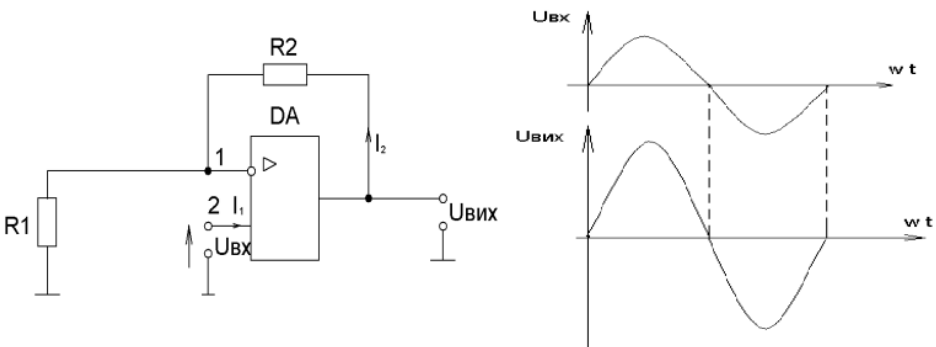 R2
DA
I₂
1
R1
2 I₁
Uвх
Uвих
Uвх
w t
Uвих
w t